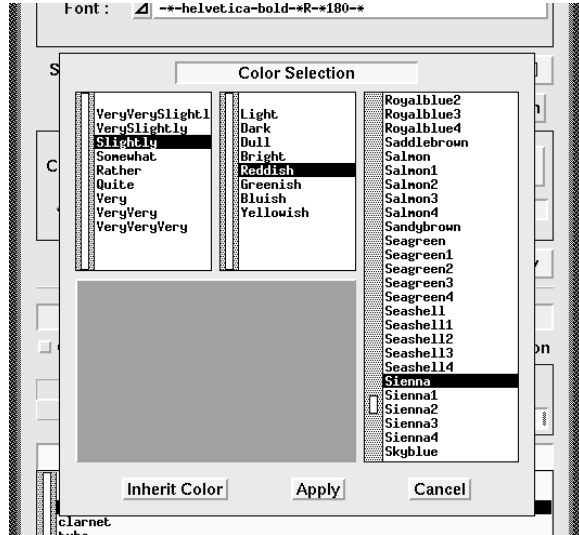 Font : -*-helvetica-bold-*R-*180-*
S
Color Selection
VeryVerySlightl
VerySlightly
Slightly
Somewhat
Rather
Quite
Very
VeryVery
VeryVeryVery
Light
Dark
Dull
Bright
Reddish
Greenish
Bluish
Yellowish
Royalblue2
Royalblue3
Royalblue4
Saddlebrown
Salmon
Salmon1
Salmon2
Salmon3
Salmon4
Sandybrown
Seagreen
Seagreen1
Seagreen2
Seagreen3
Seagreen4
Seashell
Seashell1
Seashell2
Seashell3
Seashell4
Sienna
Sienna1
Sienna2
Sienna3
Sienna4
Skyblue
C
on
Inherit Color Apply Cancel
clarnet